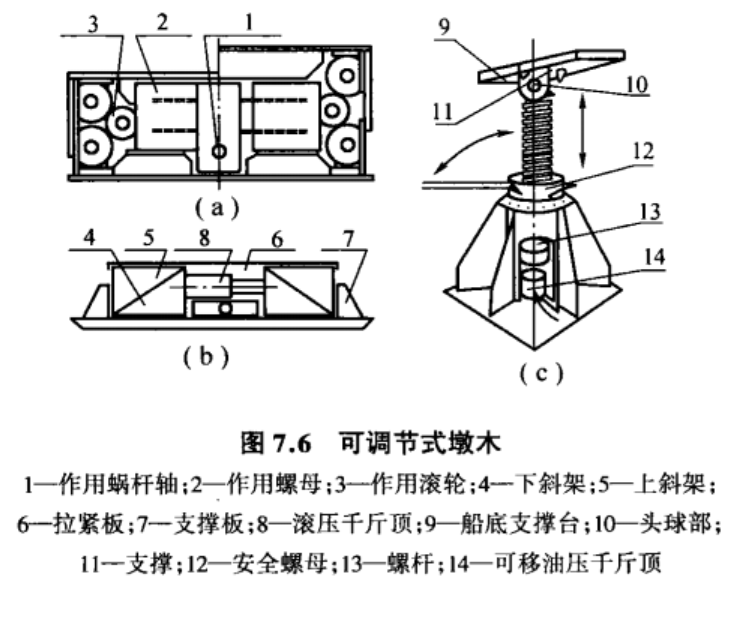 3 2 1
(a)
4 5 8 6 7
(b)
9
10
11
12
13
14
(c)
图 7.6 可调节式墩木
1—作用蜗杆轴;2—作用螺母;3—作用滚轮;4—下斜架;5—上斜架;
6—拉紧板;7—支撑板;8—滚压千斤顶;9—船底支撑台;10—头球部;
11—支撑;12—安全螺母;13—螺杆;14—可移油压千斤顶